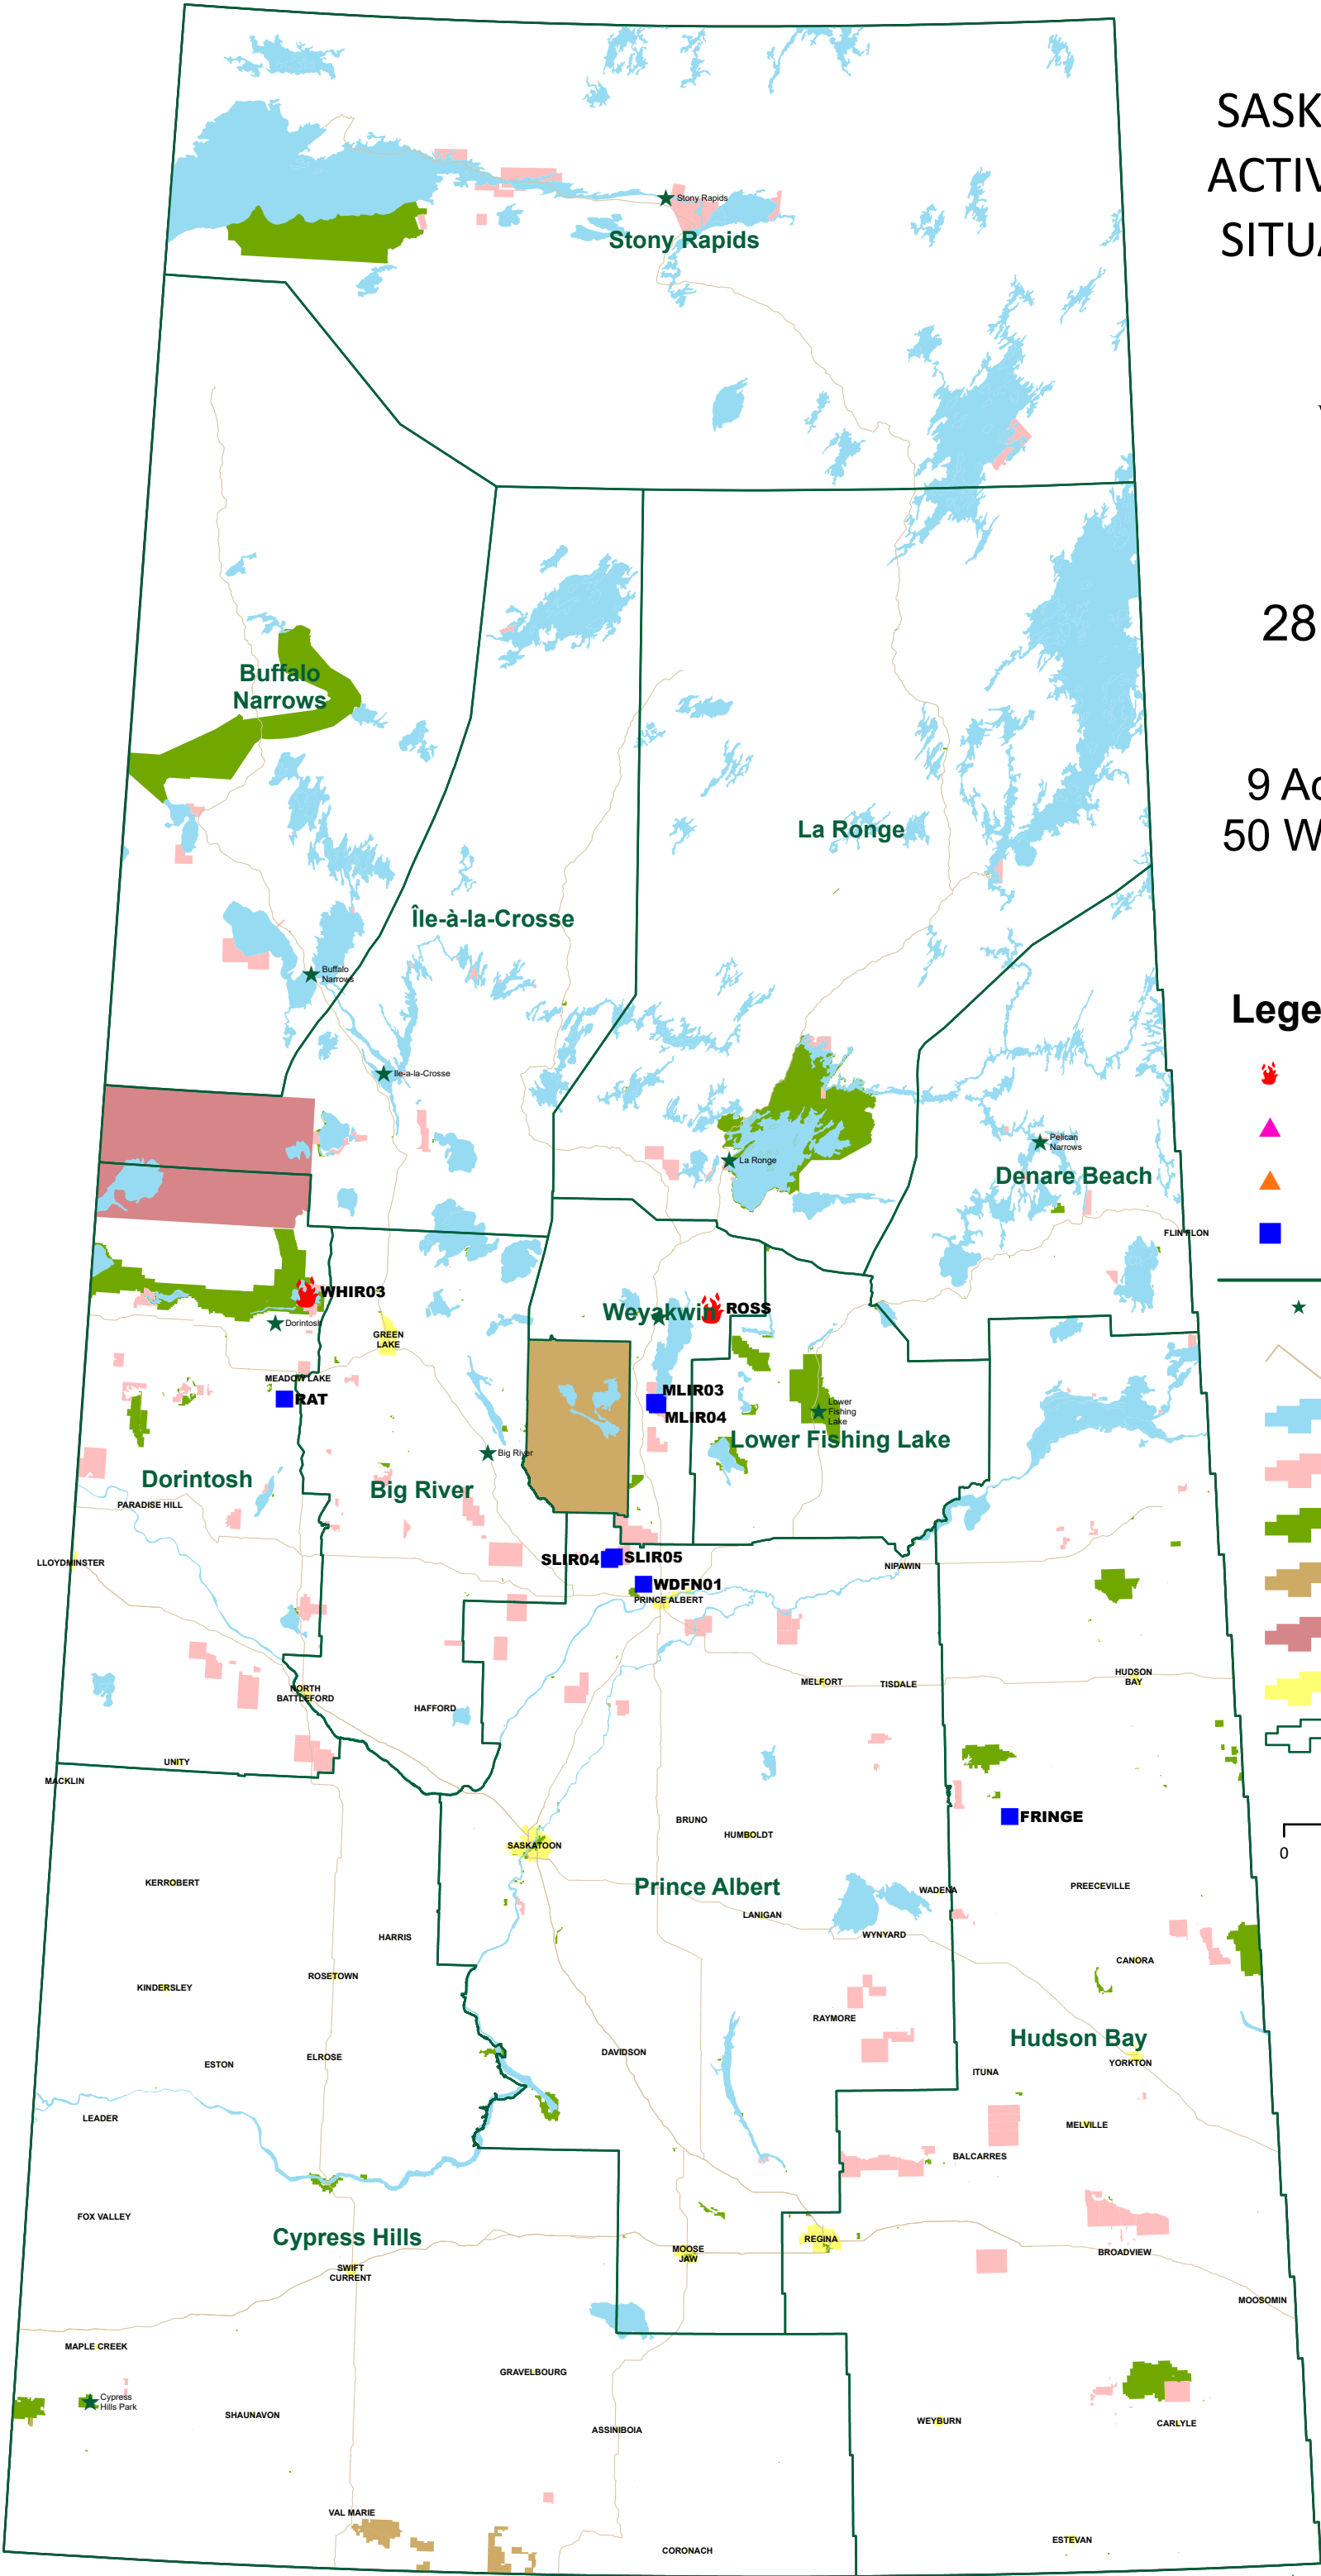 SASK
ACTIV
SITUA
28
9 Ac
50 W
Lege
0
Stony Rapids
Stony Rapids
Buffalo
Narrows
La Ronge
Île-à-la-Crosse
Buffalo
Narrows
Ile-a-la-Crosse
La Ronge
Pelican
Narrows
Denare Beach
FLIN FLON
WHIR03
Dorintosh
Weyakwin
ROSS
GREEN
LAKE
MEADOW LAKE
RAT
MLIR03
MLIR04
Lower
Fishing
Lake
Lower Fishing Lake
Big River
Dorintosh
Big River
PARADISE HILL
LLOYDMINSTER
SLIR04
SLIR05
NIPAWIN
WDFN01
PRINCE ALBERT
NORTH
BATTLEFORD
HAFFORD
MELFORT
TISDALE
HUDSON
BAY
UNITY
MACKLIN
FRINGE
BRUNO
HUMBOLDT
SASKATOON
KERROBERT
Prince Albert
WADENA
PREECEVILLE
LANIGAN
WYNYARD
HARRIS
CANORA
ROSETOWN
KINDERSLEY
RAYMORE
Hudson Bay
DAVIDSON
ELROSE
ESTON
YORKTON
ITUNA
LEADER
MELVILLE
BALCARRES
FOX VALLEY
Cypress Hills
REGINA
MOOSE
JAW
BROADVIEW
SWIFT
CURRENT
MOOSOMIN
MAPLE CREEK
GRAVELBOURG
Cypress
Hills Park
SHAUNAVON
WEYBURN
CARLYLE
ASSINIBOIA
VAL MARIE
CORONACH
ESTEVAN